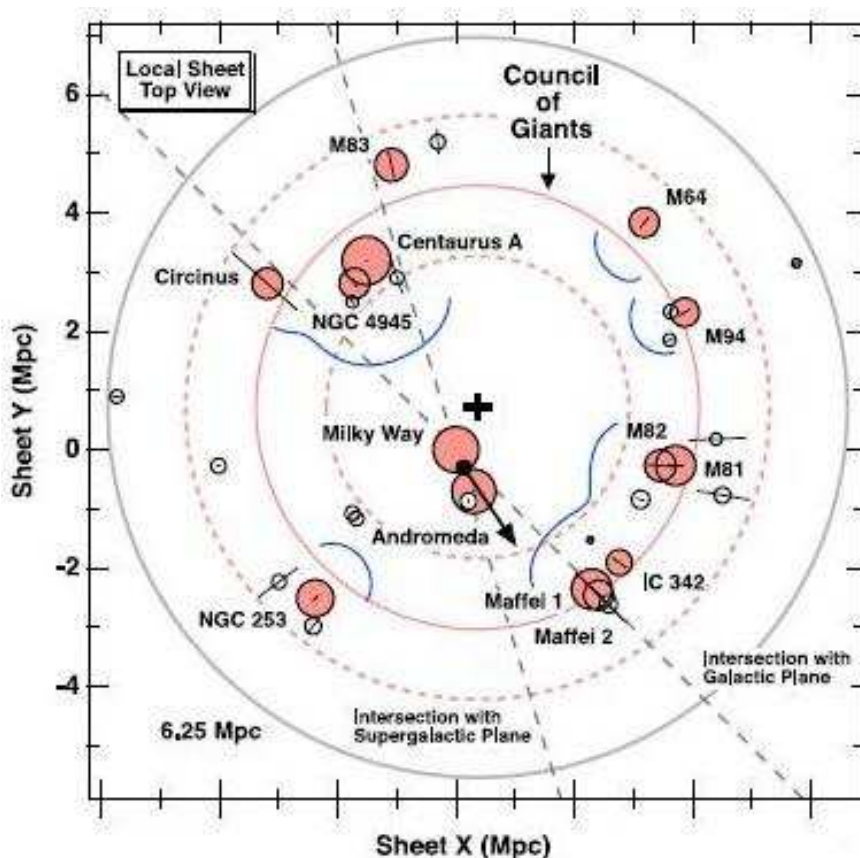 Local Sheet
Top View
Council
of
Giants
6
M83
M64
4
Centaurus A
Circinus
NGC 4945
M94
2
Sheet Y (Mpc)
Milky Way
M82
0
M81
Andromeda
-2
IC 342
Maffei 1
NGC 253
Maffei 2
Intersection with
Galactic Plane
-4
Intersection with
Supergalactic Plane
6.25 Mpc
Sheet X (Mpc)